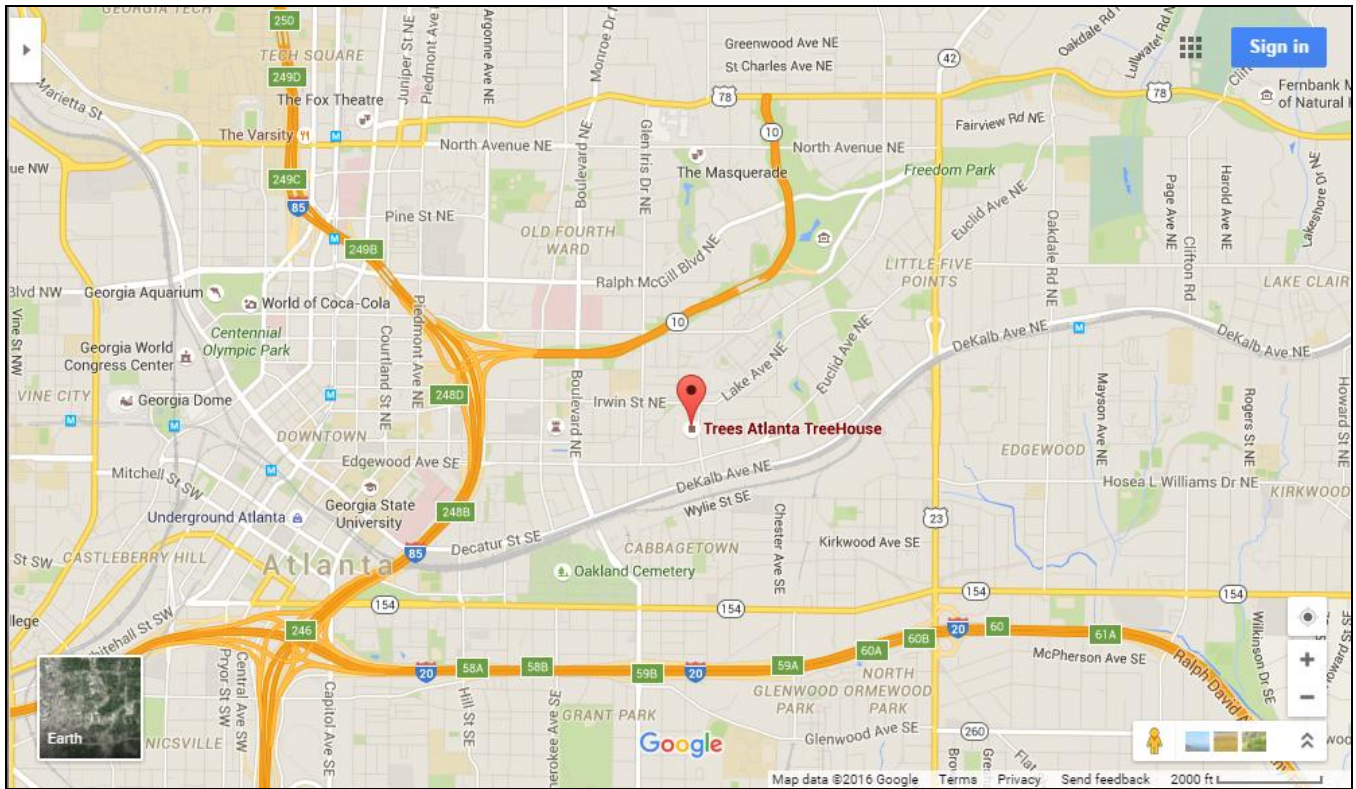 GEORGIA TECH
250
Juniper St NE
Piedmont Ave NE
Argonne Ave NE
Monroe Dr NE
Greenwood Ave NE
St Charles Ave NE
42
Oakdale Rd
Lullwater Rd
Sign in
TECH SQUARE
249D
Marietta St
The Fox Theatre
78
78
Fernbank M
of Natural
The Varsity
10
North Avenue NE
North Avenue NE
Fairview Rd NE
Boulevard NE
Glen Iris Dr NE
The Masquerade
Freedom Park
ue NW
249C
85
Pine St NE
249B
OLD FOURTH
WARD
Euclid Ave NE
Oakdale Rd NE
Page Ave NE
Harold Ave NE
Clifton Rd
Lakeshore Dr NE
Ralph McGill Blvd NE
LITTLE FIVE
POINTS
LAKE CLAIR
Blvd NW
Georgia Aquarium
World of Coca-Cola
Vine St NW
Centennial
Olympic Park
Courtland St NE
Piedmont Ave NE
10
DeKalb Ave NE
DeKalb Ave NE
Georgia World
Congress Center
Lake Ave NE
Euclid Ave NE
VINE CITY
Georgia Dome
248D
Boulevard NE
Irwin St NE
Trees Atlanta TreeHouse
Mayson Ave NE
Rogers St NE
Howard St NE
DOWNTOWN
EDGEWOOD
Edgewood Ave SE
Mitchell St SW
DeKalb Ave NE
Hosea L Williams Dr NE
KIRKWOOD
Georgia State
University
Wylie St SE
Underground Atlanta
248B
23
Chester Ave SE
Kirkwood Ave SE
St SW
CASTLEBERRY HILL
Atlanta
85
Decatur St SE
CABBAGETOWN
Oakland Cemetery
154
154
154
154
llege
Whitehall St SW
246
20
58A
58B
59B
20
59A
60A
60B
20
60
61A
McPherson Ave SE
Wilkinson Dr SE
Howard St SE
Ralph David A
Central Ave SW
Pryor St SW
Capitol Ave SE
Hill St SE
Cherokee Ave SE
GRANT PARK
GLENWOOD
PARK
NORTH
ORMEWOOD
PARK
Glenwood Ave SE
260
NICSVILLE
Earth
Google
Map data ©2016 Google
Terms
Privacy
Send feedback
2000 ft